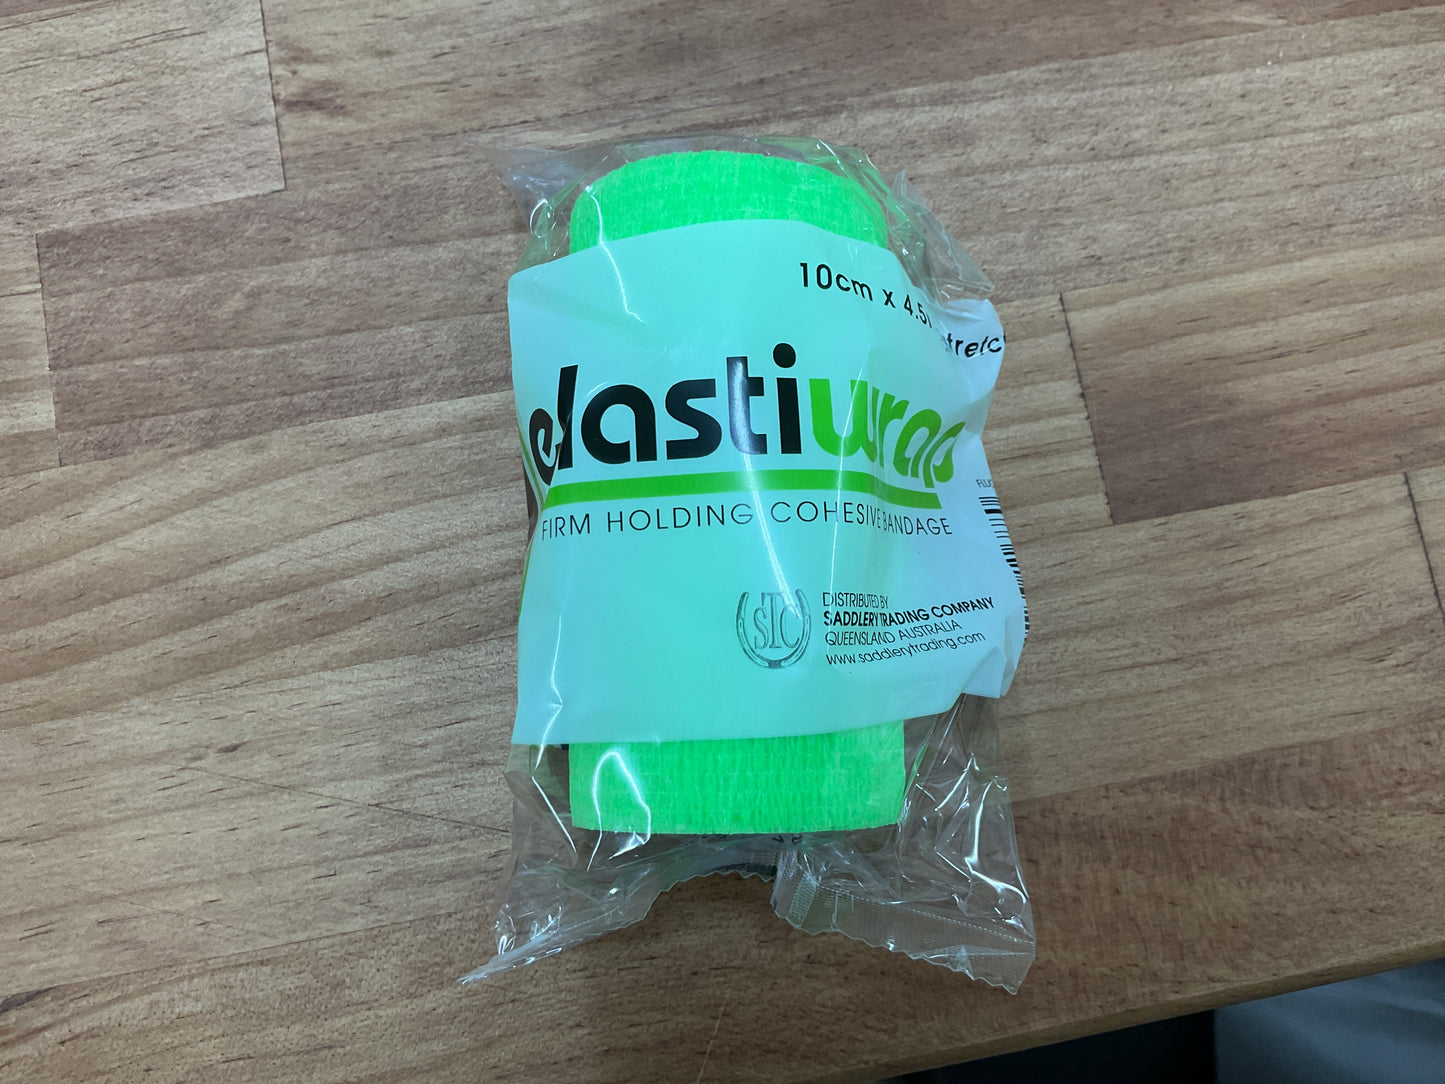 10cm x 4.5
elastiwrap
FIRM HOLDING COHESIVE BANDAGE
STC
DISTRIBUTED BY
SADDLERY TRADING COMPANY
QUEENSLAND AUSTRALIA
www.saddlerytrading.com